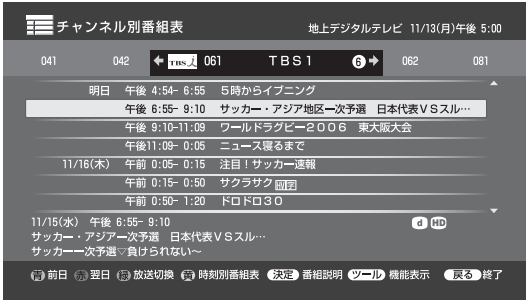 チャンネル別番組表 地上デジタルテレビ 11/13(月)午後 5:00
041 042 TBS 061 TBS1 6 062 081
明日 午後 4:54- 6:55 5時からイブニング
午後 6:55- 9:10 サッカー・アジア地区一次予選 日本代表VSスル…
午後 9:10-11:09 ワールドラグビー2006 東大阪大会
午後11:09- 0:05 ニュース寝るまで
11/16(木) 午前 0:05- 0:15 注目!サッカー速報
午前 0:15- 0:50 サクラサク
午前 0:50- 1:20 ドロドロ30
11/15(水) 午後 6:55- 9:10 d HD
サッカー・アジア一次予選 日本代表VSスル…
サッカー一次予選▽負けられない~
青 前日 赤 翌日 緑 放送切換 黄 時刻別番組表 決定 番組説明 ツール 機能表示 戻る 終了